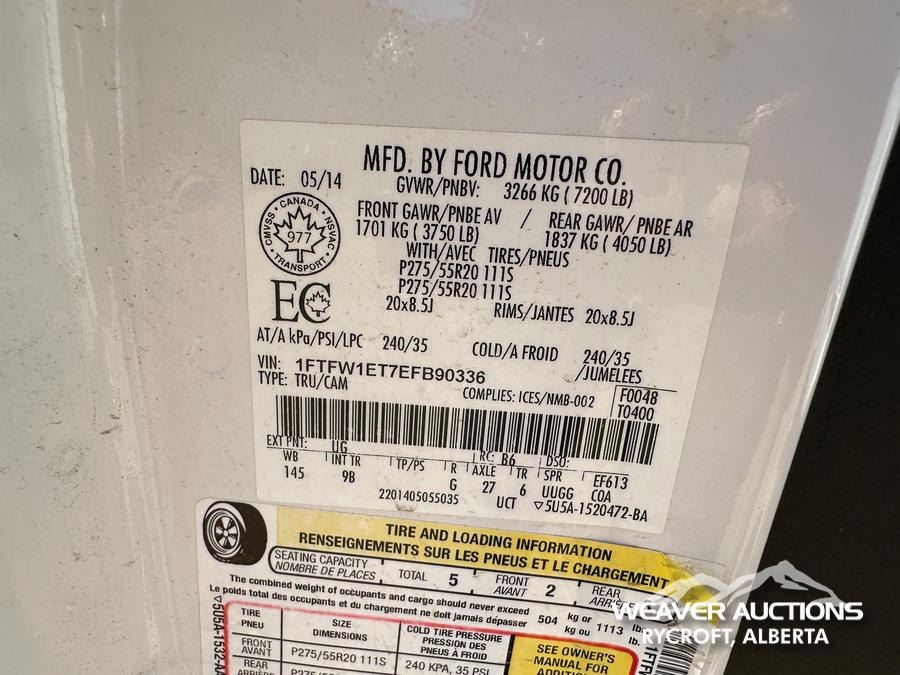 MFD. BY FORD MOTOR CO.
DATE: 05/14
GVWR/PNBV: 3266 KG ( 7200 LB)
CANADA
CMVSS NSVAC
977
TRANSPORT
FRONT GAWR/PNBE AV / REAR GAWR/ PNBE AR
1701 KG ( 3750 LB) 1837 KG ( 4050 LB)
WITH/AVEC TIRES/PNEUS
P275/55R20 111S
P275/55R20 111S
EC
20x8.5J RIMS/JANTES 20x8.5J
AT/A kPa/PSI/LPC 240/35 COLD/A FROID 240/35
/JUMELEES
VIN: 1FTFW1ET7EFB90336
TYPE: TRU/CAM
COMPLIES: ICES/NMB-002
F0048
T0400
EXT PNT: UG RC: B6 DSO:
WB INT TR TP/PS R AXLE TR SPR EF613
145 9B G 27 6 UUGG COA
2201405055035 UCT ▽5U5A-1520472-BA
TIRE AND LOADING INFORMATION
RENSEIGNEMENTS SUR LES PNEUS ET LE CHARGEMENT
SEATING CAPACITY
NOMBRE DE PLACES
TOTAL 5
FRONT
AVANT 2
REAR
The combined weight of occupants and cargo should never exceed
Le poids total des occupants et du chargement ne doit jamais dépasser
504 kg or 1113
kg ou lb.
TIRE
PNEU
SIZE
DIMENSIONS
COLD TIRE PRESSURE
PRESSION DES
PNEUS À FROID
SEE OWNER'S
MANUAL FOR
FRONT
AVANT
P275/55R20 111S
240 KPA, 35 PSI
REAR
WEAVER AUCTIONS
RYCROFT, ALBERTA